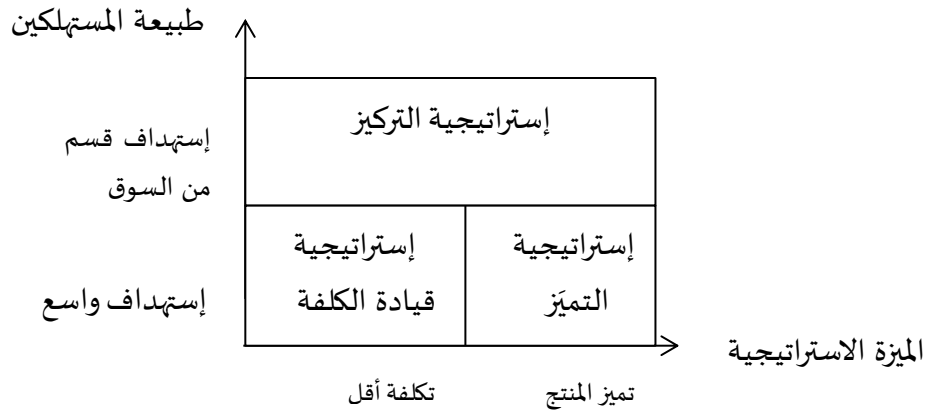 طبيعة المستهلكين
إستراتيجية التركيز
إستهداف قسم
من السوق
إستراتيجية
التميَز
إستراتيجية
قيادة الكلفة
إستهداف واسع
الميزة الاستراتيجية
تميز المنتج
تكلفة أقل